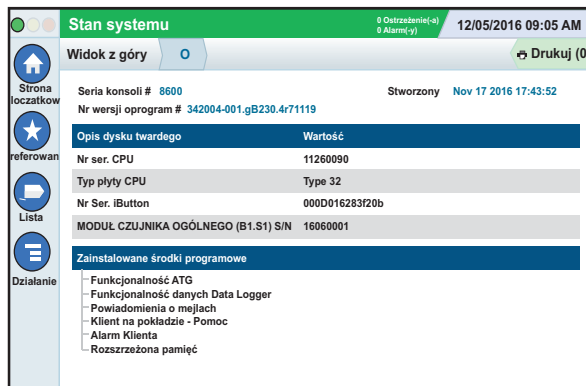 Stan systemu
0 Ostrzeżenie(-a)
0 Alarm(-y)
12/05/2016 09:05 AM
Widok z góry
O
Drukuj (0
Strona
loczatkow
Seria konsoli # 8600
Stworzony Nov 17 2016 17:43:52
Nr wersji oprogram # 342004-001.gB230.4r71119
referowan
Lista
Działanie
Opis dysku twardego Wartość
Nr ser. CPU 11260090
Typ płyty CPU Type 32
Nr Ser. iButton 000D016283f20b
MODUŁ CZUJNIKA OGÓLNEGO (B1.S1) S/N 16060001
Zainstalowane środki programowe
Funkcjonalność ATG
Funkcjonalność danych Data Logger
Powiadomienia o mejlach
Klient na pokładzie - Pomoc
Alarm Klienta
Rozszrzeżona pamięć